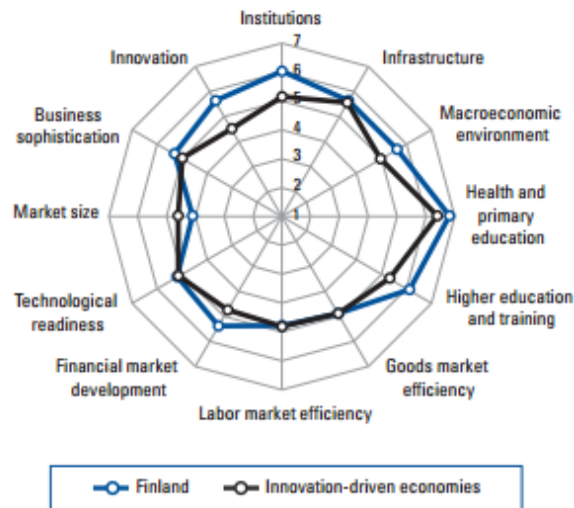 Institutions
Innovation
Infrastructure
Business
sophistication
Macroeconomic
environment
Market size
Health and
primary
education
Technological
readiness
Higher education
and training
Financial market
development
Goods market
efficiency
Labor market efficiency
7
6
5
4
3
2
1
Finland
Innovation-driven economies